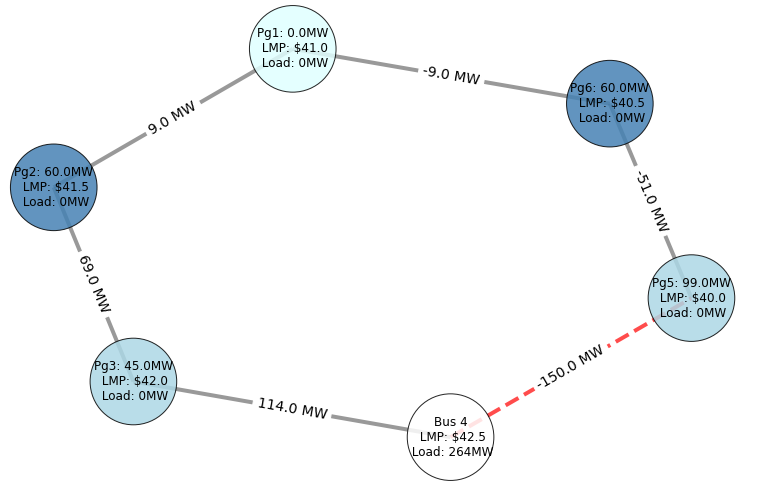 Pg1: 0.0MW
LMP: $41.0
Load: 0MW
-9.0 MW
9.0 MW
Pg6: 60.0MW
LMP: $40.5
Load: 0MW
Pg2: 60.0MW
LMP: $41.5
Load: 0MW
-51.0 MW
69.0 MW
Pg5: 99.0MW
LMP: $40.0
Load: 0MW
Pg3: 45.0MW
LMP: $42.0
Load: 0MW
-150.0 MW
114.0 MW
Bus 4
LMP: $42.5
Load: 264MW